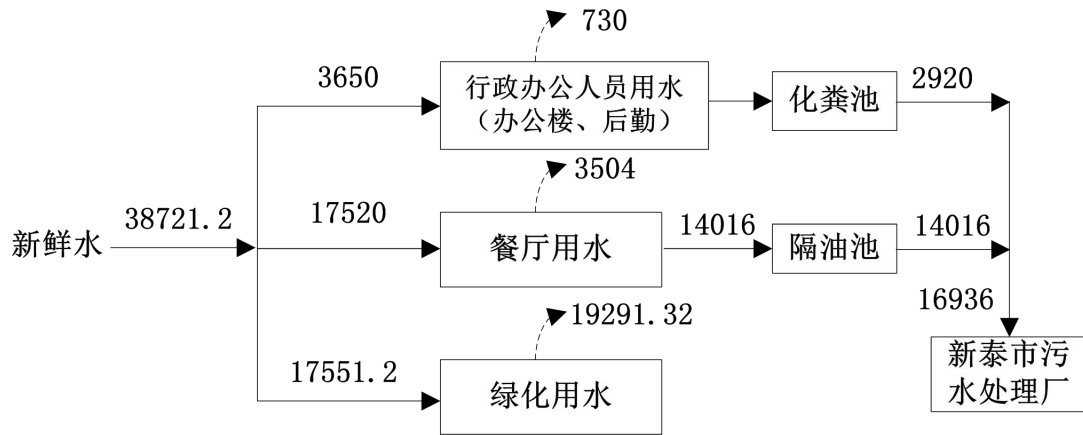 730
3650
行政办公人员用水
（办公楼、后勤）
化粪池
2920
3504
新鲜水
38721.2
17520
餐厅用水
14016
隔油池
14016
19291.32
16936
17551.2
绿化用水
新泰市污
水处理厂